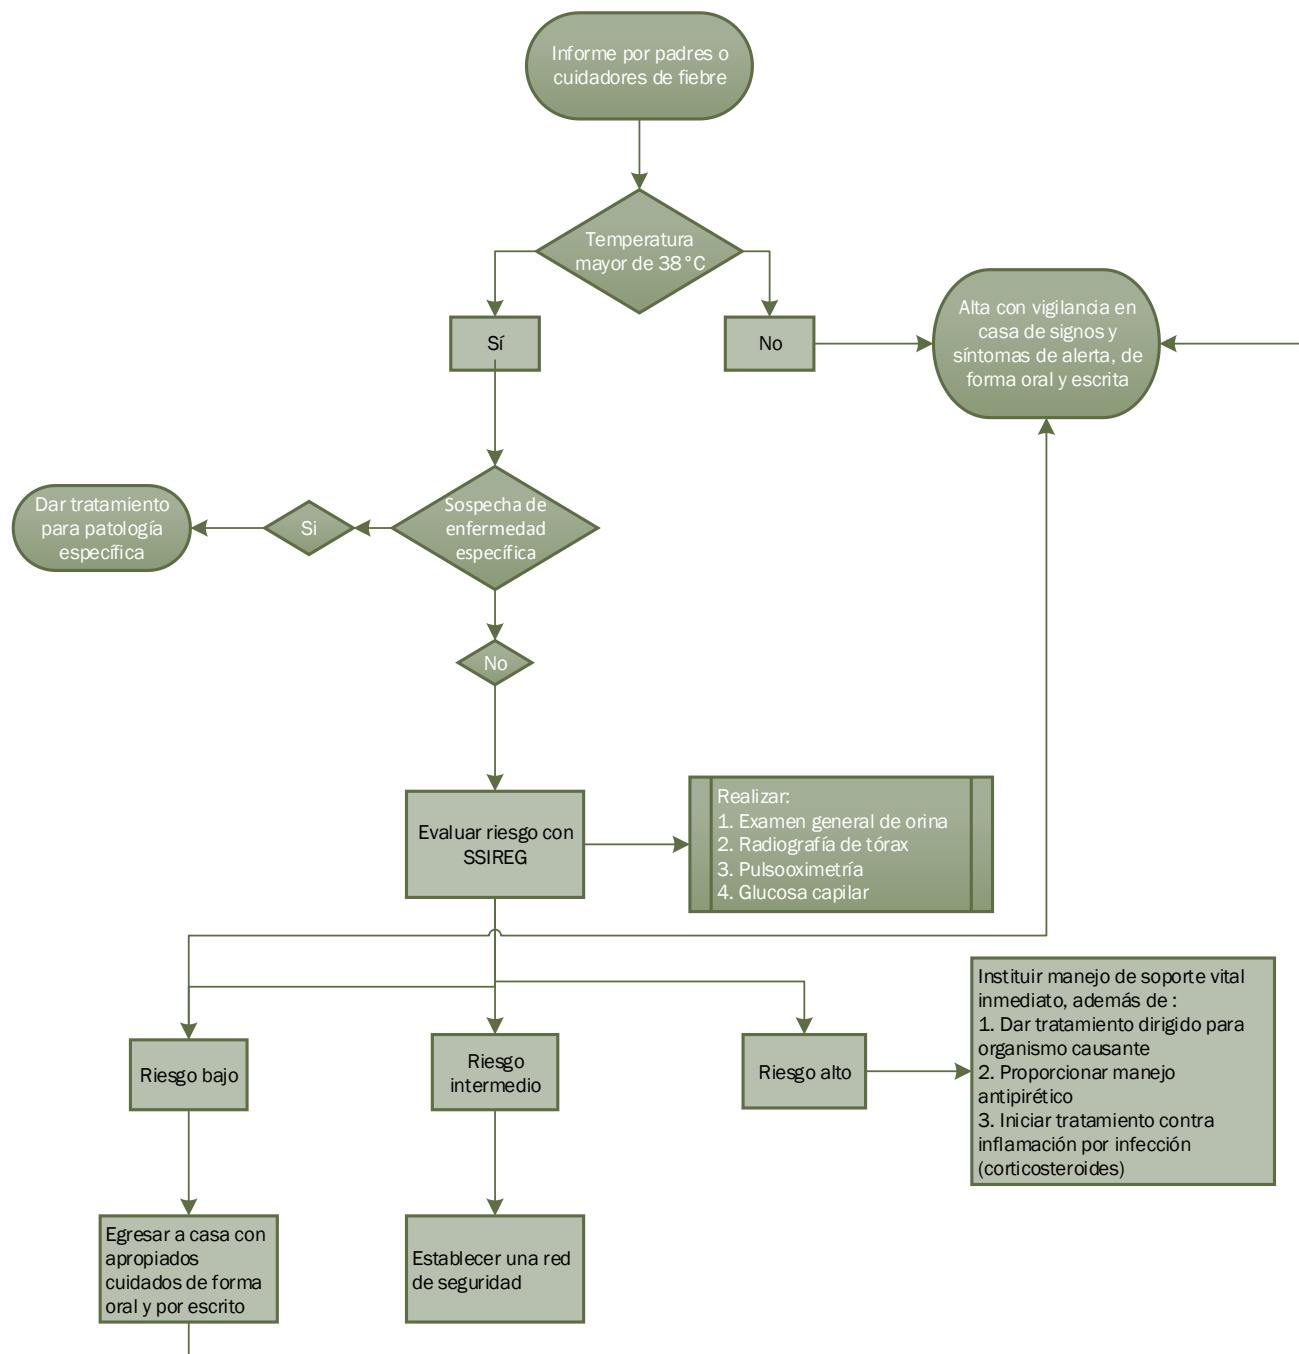 Informe por padres o
cuidadores de fiebre
Temperatura
mayor de 38°C
Sí
No
Alta con vigilancia en
casa de signos y
síntomas de alerta, de
forma oral y escrita
Dar tratamiento
para patología
específica
Si
Sospecha de
enfermedad
específica
No
Evaluar riesgo con
SSIREG
Realizar:
1. Examen general de orina
2. Radiografía de tórax
3. Pulsooximetría
4. Glucosa capilar
Riesgo bajo
Riesgo
intermedio
Riesgo alto
Instituir manejo de soporte vital
inmediato, además de :
1. Dar tratamiento dirigido para
organismo causante
2. Proporcionar manejo
antipirético
3. Iniciar tratamiento contra
inflamación por infección
(corticosteroides)
Egresar a casa con
apropiados
cuidados de forma
oral y por escrito
Establecer una red
de seguridad